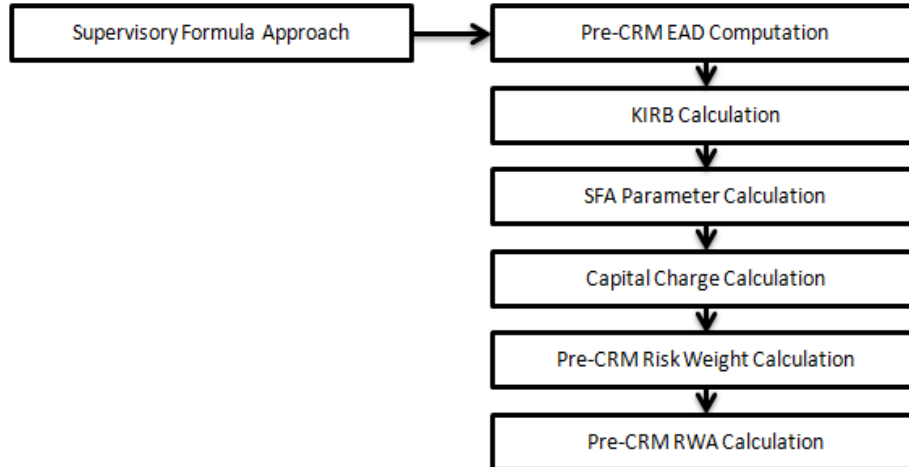 Supervisory Formula Approach
Pre-CRM EAD Computation
KIRB Calculation
SFA Parameter Calculation
Capital Charge Calculation
Pre-CRM Risk Weight Calculation
Pre-CRM RWA Calculation